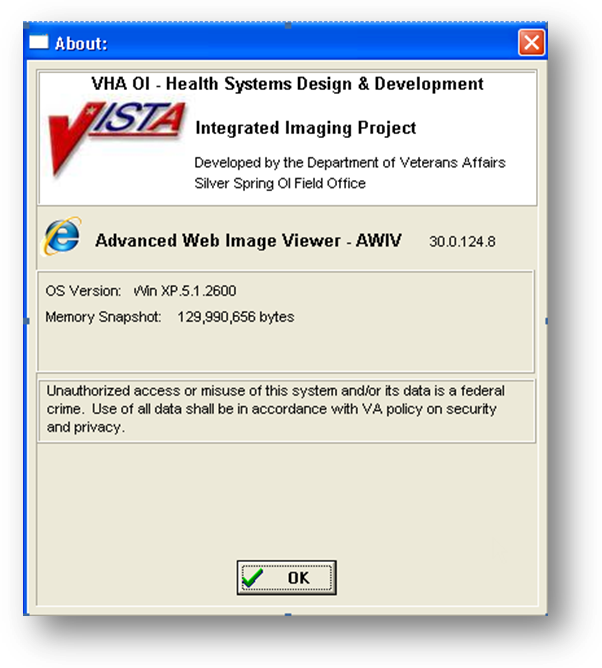 About:
VHA OI - Health Systems Design & Development
VISTA
Integrated Imaging Project
Developed by the Department of Veterans Affairs
Silver Spring OI Field Office
Advanced Web Image Viewer - AWIV 30.0.124.8
OS Version: Win XP.5.1.2600
Memory Snapshot: 129,990,656 bytes
Unauthorized access or misuse of this system and/or its data is a federal
crime. Use of all data shall be in accordance with VA policy on security
and privacy.
OK